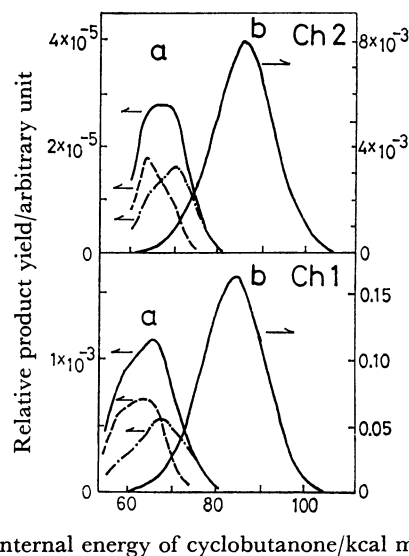 Relative product yield/arbitrary unit
a
b
Ch 2
4×10⁻⁵
2×10⁻⁵
0
8×10⁻³
4×10⁻³
0
a
b
Ch 1
1×10⁻³
0
0.15
0.10
0.05
0
60
80
100
nternal energy of cyclobutanone/kcal m